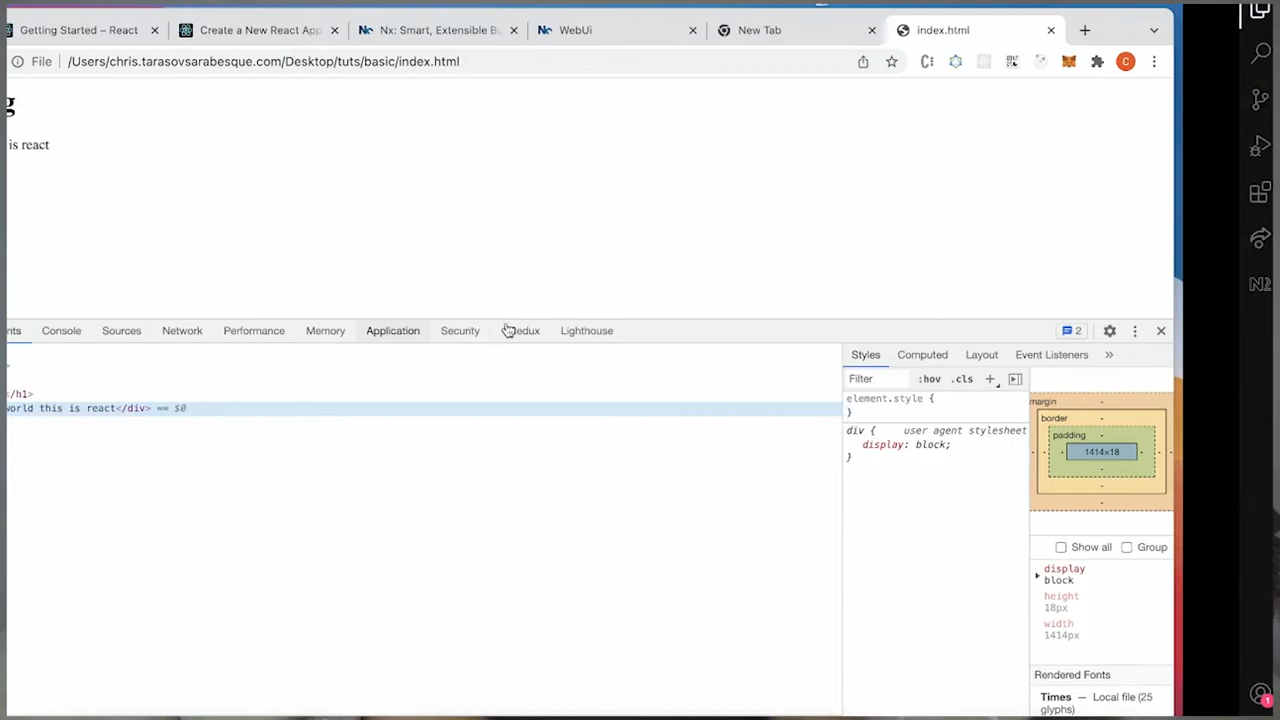 Getting Started – React
Create a New React App
Nx: Smart, Extensible Bu
WebUi
New Tab
index.html
File
/Users/chris.tarasovsarabesque.com/Desktop/tuts/basic/index.html
C
g
is react
nts
Console
Sources
Network
Performance
Memory
Application
Security
Redux
Lighthouse
2
Styles
Computed
Layout
Event Listeners
»
>
</h1>
world this is react</div> == $0
Filter
:hov
.cls
+
element.style {
}
div {
user agent stylesheet
display: block;
}
margin
-
border
-
padding
-
1414×18
Show all
Group
display
block
height
18px
width
1414px
Rendered Fonts
Times — Local file (25
glyphs)
1